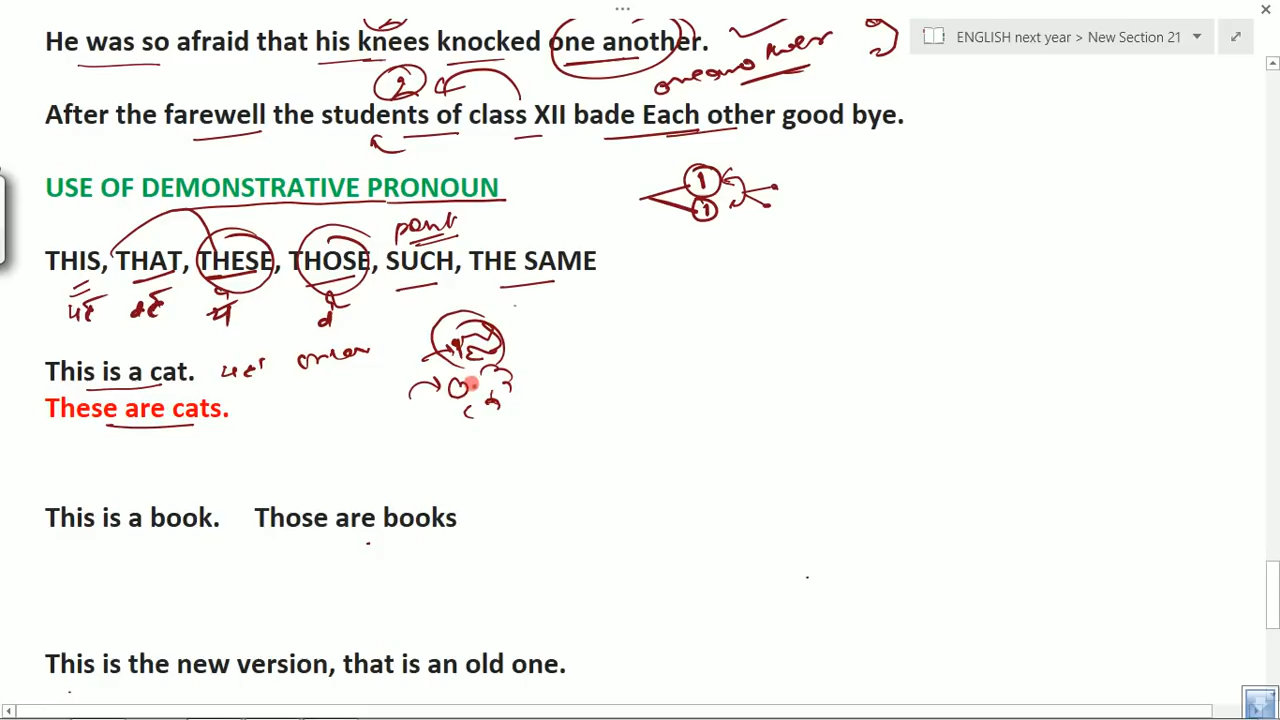 ENGLISH next year > New Section 21
He was so afraid that his knees knocked one another.
After the farewell the students of class XII bade Each other good bye.
USE OF DEMONSTRATIVE PRONOUN
THIS, THAT, THESE, THOSE, SUCH, THE SAME
This is a cat.
These are cats.
This is a book. Those are books
This is the new version, that is an old one.